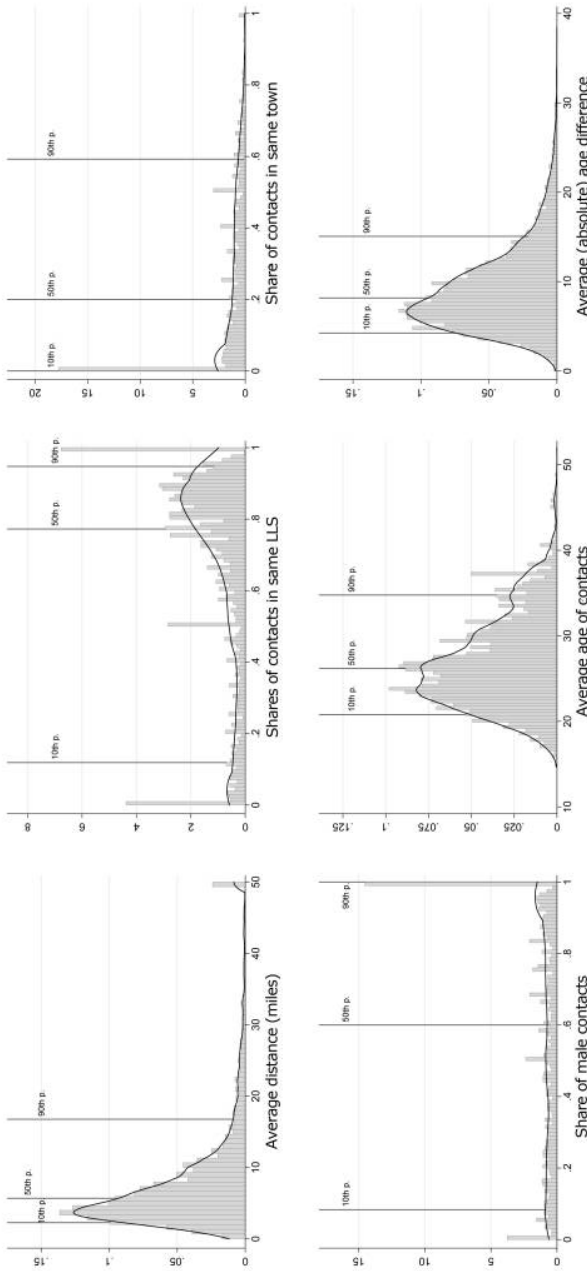 .15
.1
.05
0
10th p.
50th p.
90th p.
0 10 20 30 40 50
Average distance (miles)
8
6
4
2
0
10th p.
50th p.
90th p.
0 .2 .4 .6 .8 1
Shares of contacts in same LLS
20
15
10
5
0
10th p.
50th p.
90th p.
0 .2 .4 .6 .8 1
Share of contacts in same town
15
10
5
0
10th p.
50th p.
90th p.
0 .2 .4 .6 .8 1
Share of male contacts
.125
.1
.075
.05
.025
0
10th p.
50th p.
90th p.
10 20 30 40 50
Average age of contacts
.15
.1
.05
0
10th p.
50th p.
90th p.
0 10 20 30 40
Average (absolute) age difference